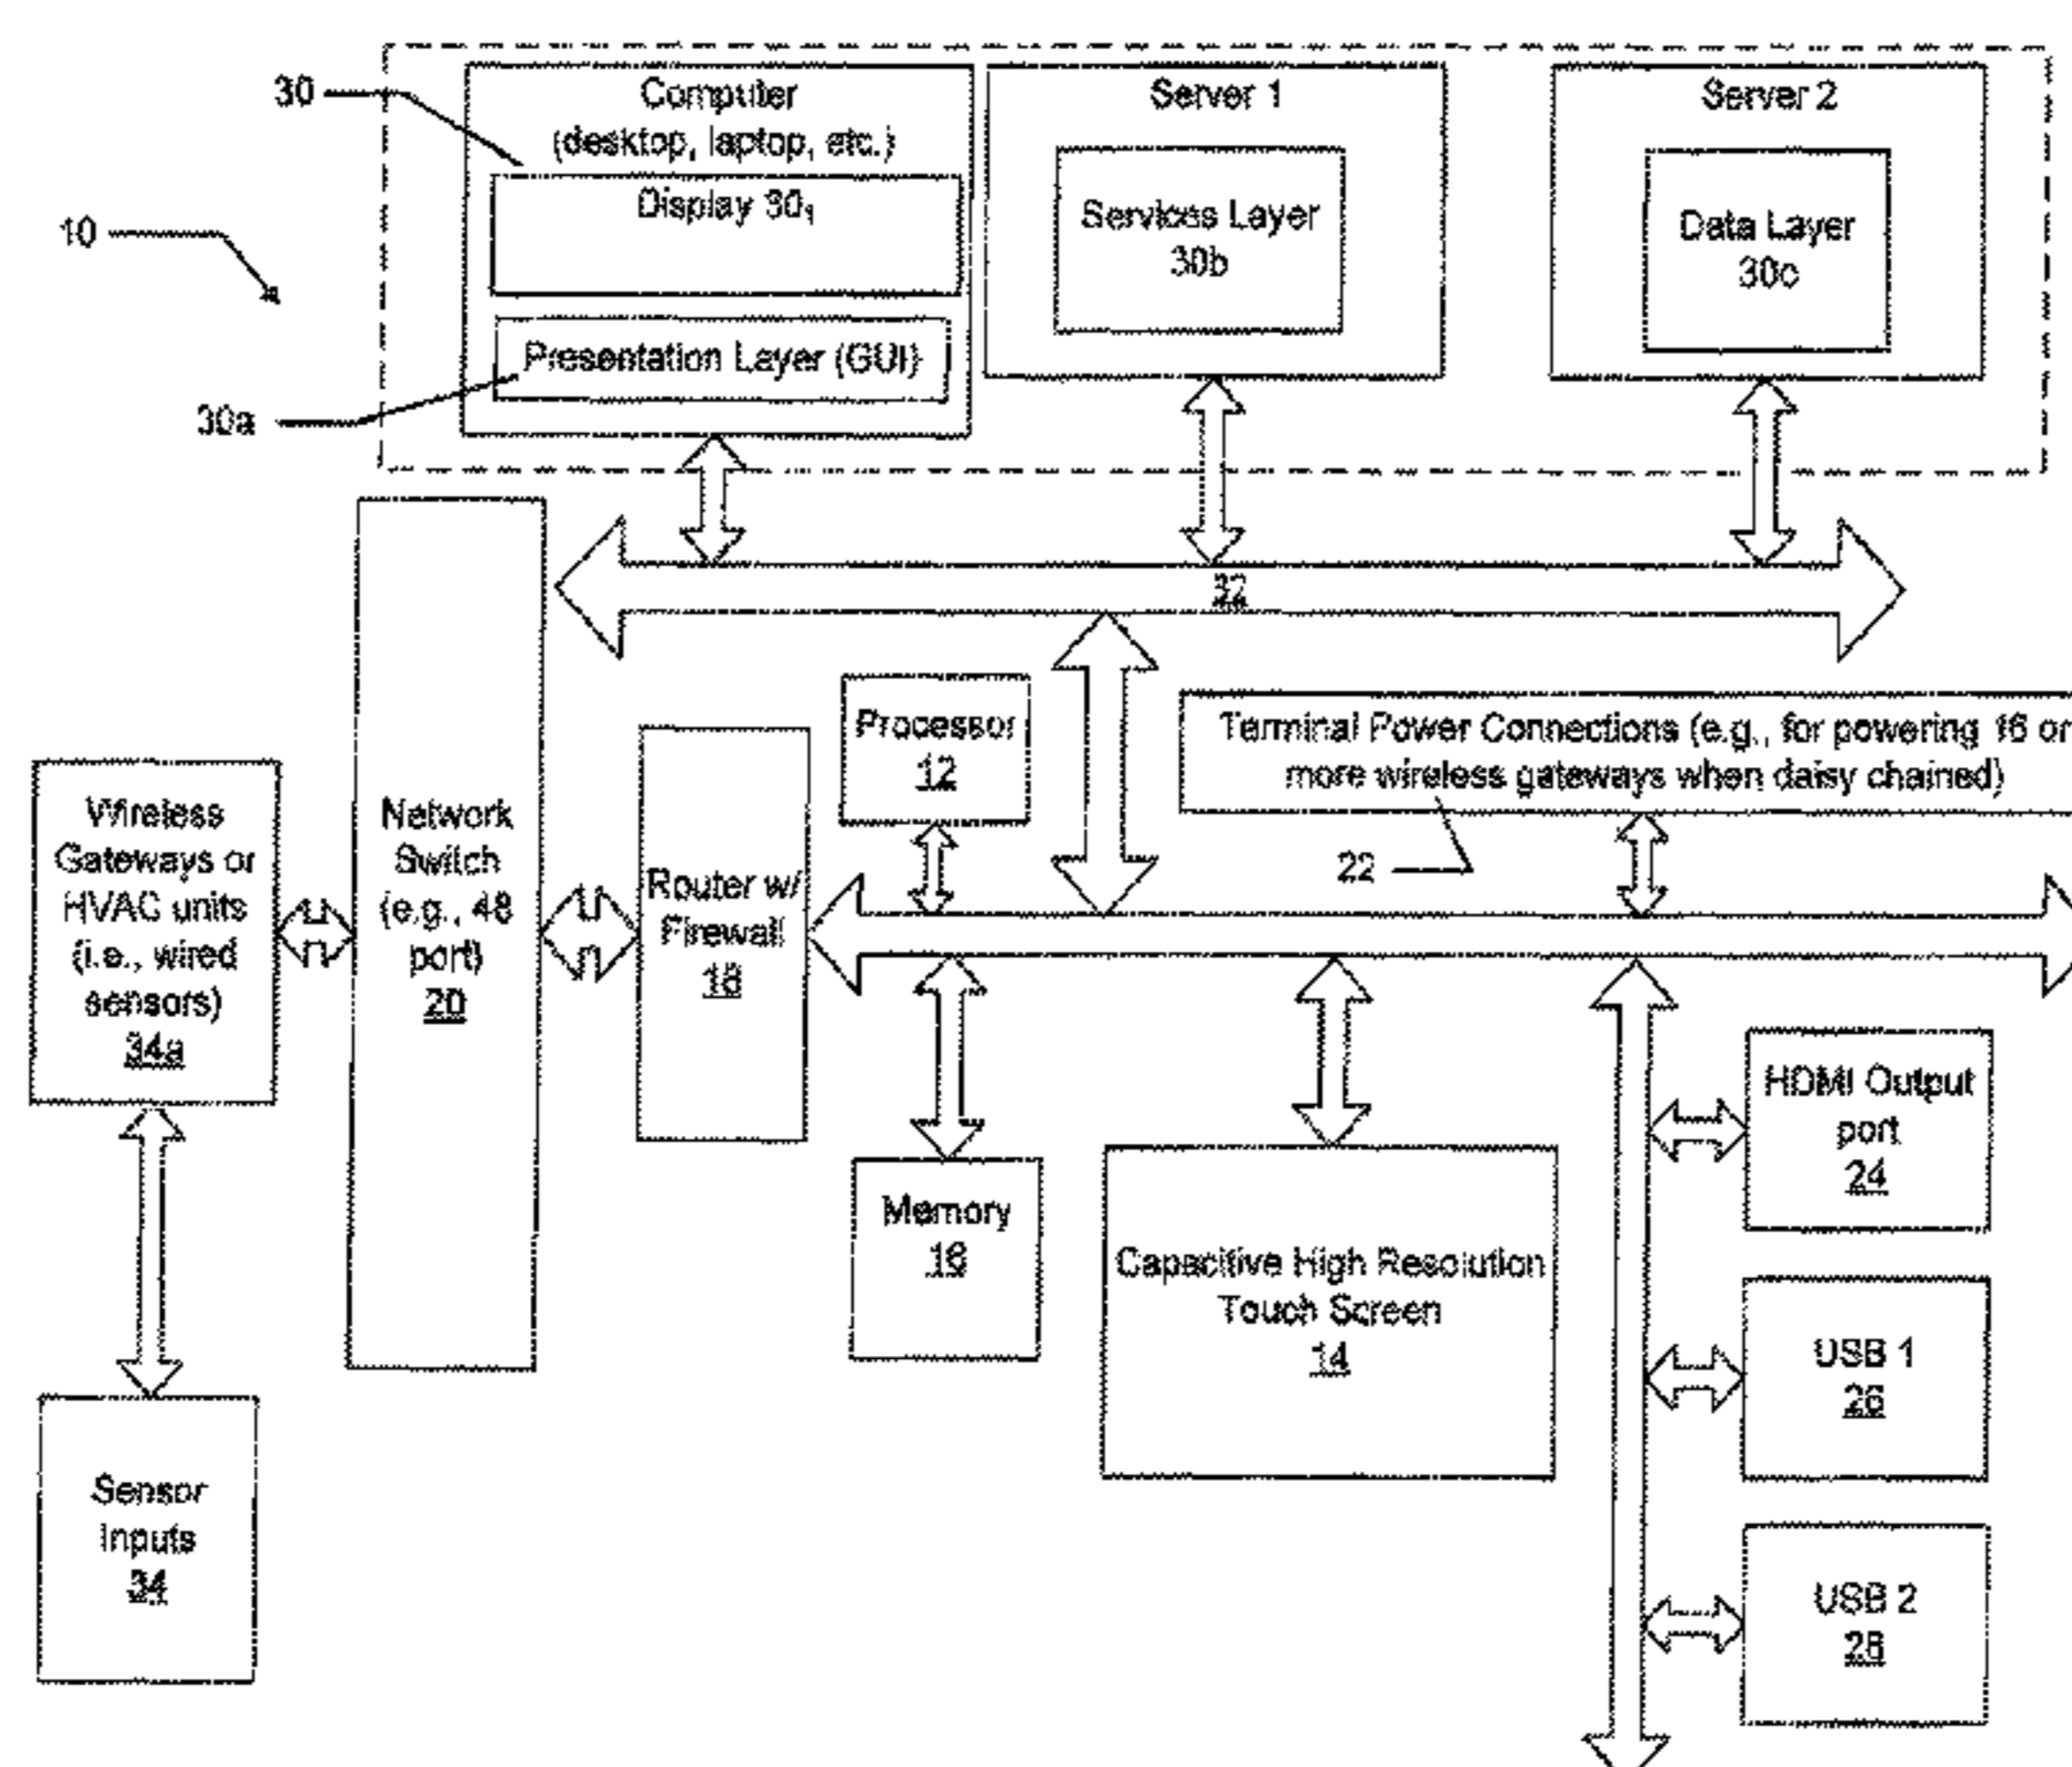 30
Computer
(desktop, laptop, etc.)
Display 30₁
Presentation Layer (GUI)
30a
10
Server 1
Services Layer
30b
Server 2
Data Layer
30c
32
Processor
12
Terminal Power Connections (e.g., for powering 16 or
more wireless gateways when daisy chained)
22
Wireless
Gateways or
HVAC units
(i.e., wired
sensors)
34a
Network
Switch
(e.g., 48
port)
20
Router w/
Firewall
18
Memory
16
Capacitive High Resolution
Touch Screen
14
HDMI Output
port
24
USB 1
26
USB 2
28
Sensor
Inputs
34